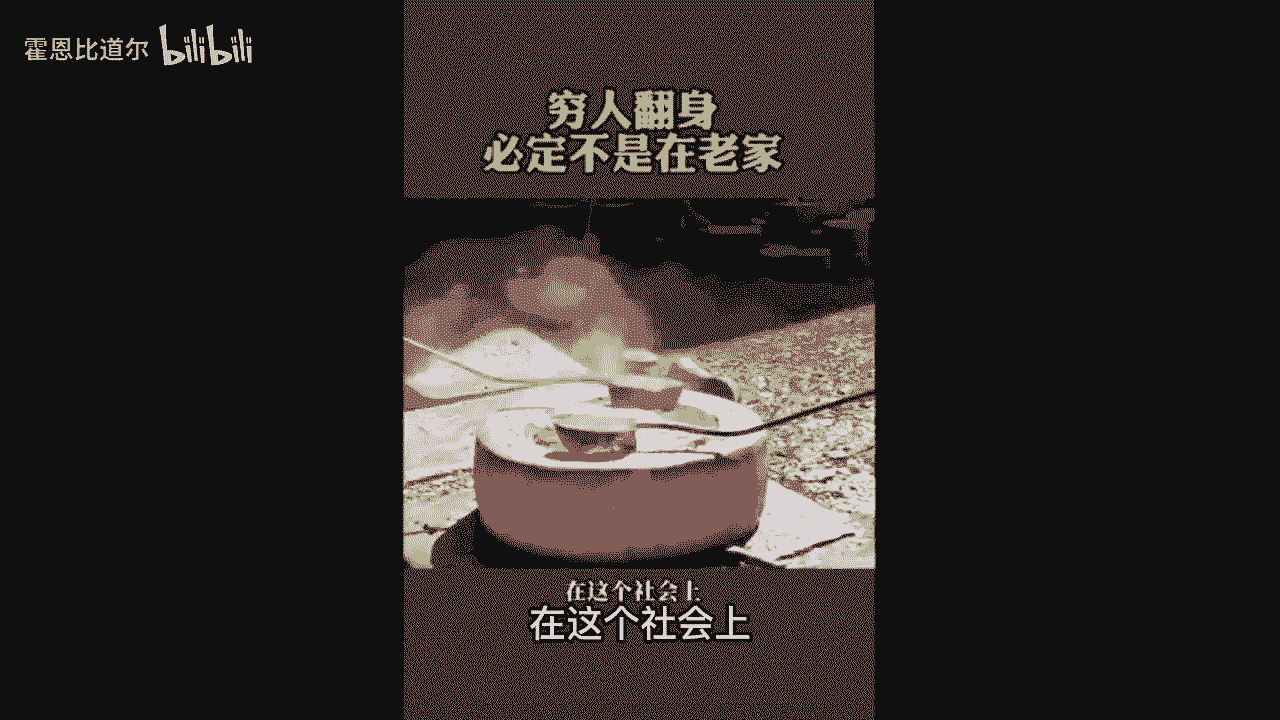 霍恩比道尔 bilibili
穷人翻身
必定不是在老家
在这个社会上
在这个社会上